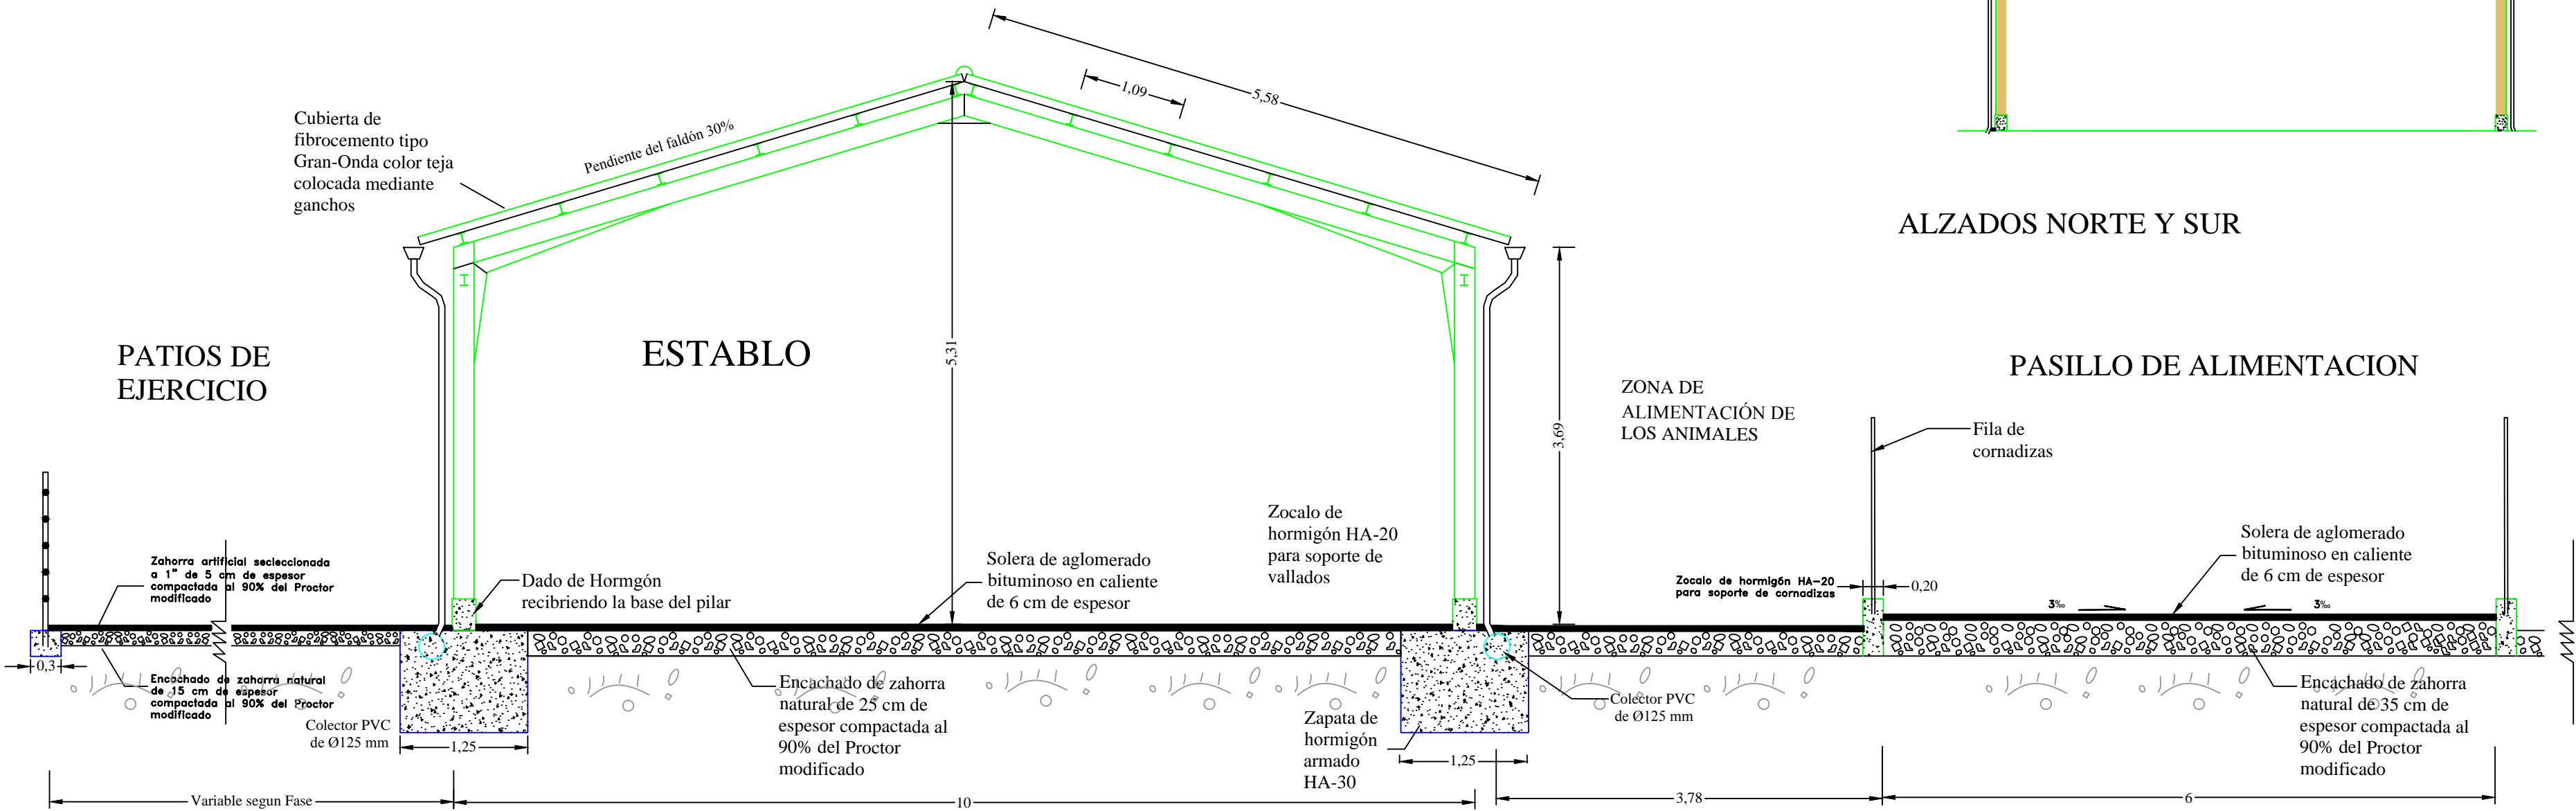 Cubierta de
fibrocemento tipo
Gran-Onda color teja
colocada mediante
ganchos
Pendiente del faldón 30%
1,09
5,58
ALZADOS NORTE Y SUR
PATIOS DE
EJERCICIO
ESTABLO
5,31
3,69
ZONA DE
ALIMENTACIÓN DE
LOS ANIMALES
PASILLO DE ALIMENTACION
Fila de
cornadizas
Zahorra artificial secleccionada
a 1" de 5 cm de espesor
compactada al 90% del Proctor
modificado
Dado de Hormgón
recibriendo la base del pilar
Solera de aglomerado
bituminoso en caliente
de 6 cm de espesor
Zocalo de
hormigón HA-20
para soporte de
vallados
Zocalo de hormigón HA-20
para soporte de cornadizas
0,20
Solera de aglomerado
bituminoso en caliente
de 6 cm de espesor
3‰
3‰
0,3
Encachado de zahorra natural
de 15 cm de espesor
compactada al 90% del Proctor
modificado
Colector PVC
de Ø125 mm
1,25
Encachado de zahorra
natural de 25 cm de
espesor compactada al
90% del Proctor
modificado
Zapata de
hormigón
armado
HA-30
1,25
Colector PVC
de Ø125 mm
Encachado de zahorra
natural de 35 cm de
espesor compactada al
90% del Proctor
modificado
Variable segun Fase
10
3,78
6